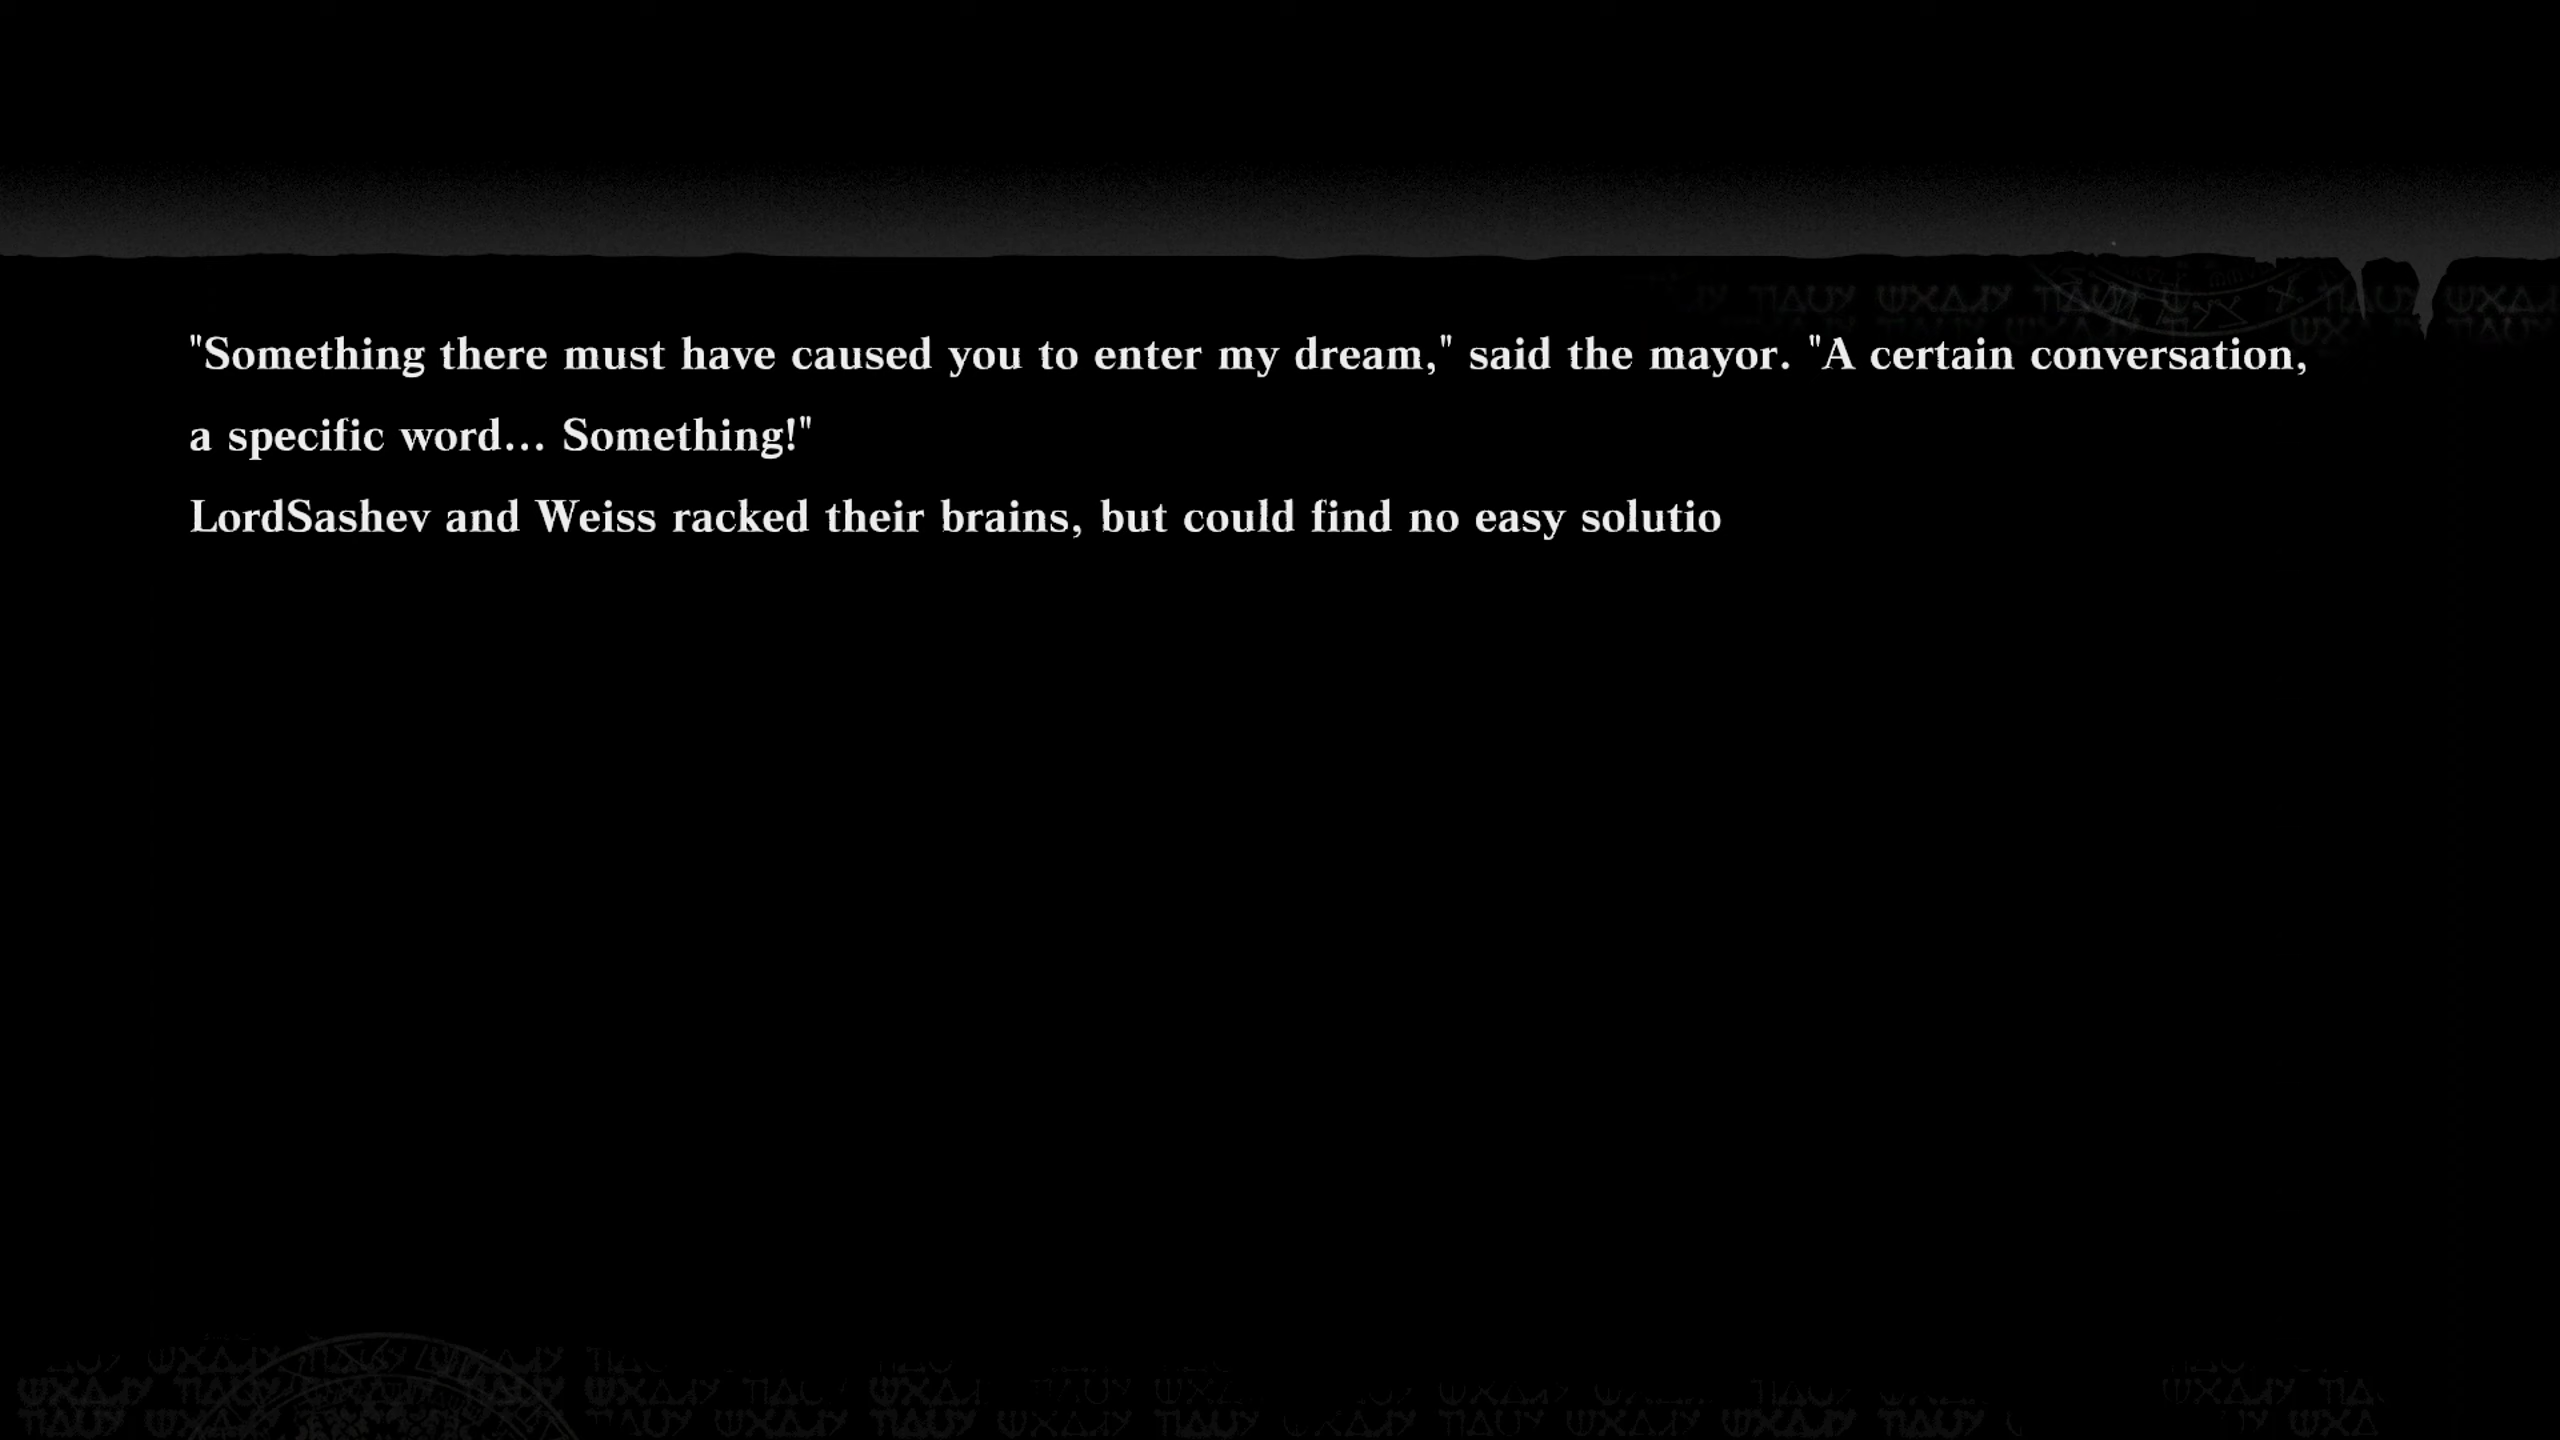 "Something there must have caused you to enter my dream," said the mayor. "A certain conversation,
a specific word... Something!"
LordSashev and Weiss racked their brains, but could find no easy solutio